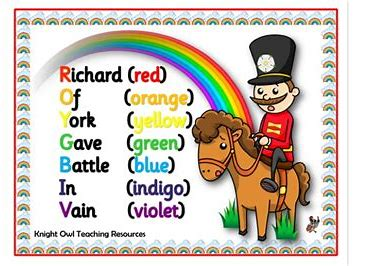 Richard (red)
Of (orange)
York (yellow)
Gave (green)
Battle (blue)
In (indigo)
Vain (violet)
Knight Owl Teaching Resources